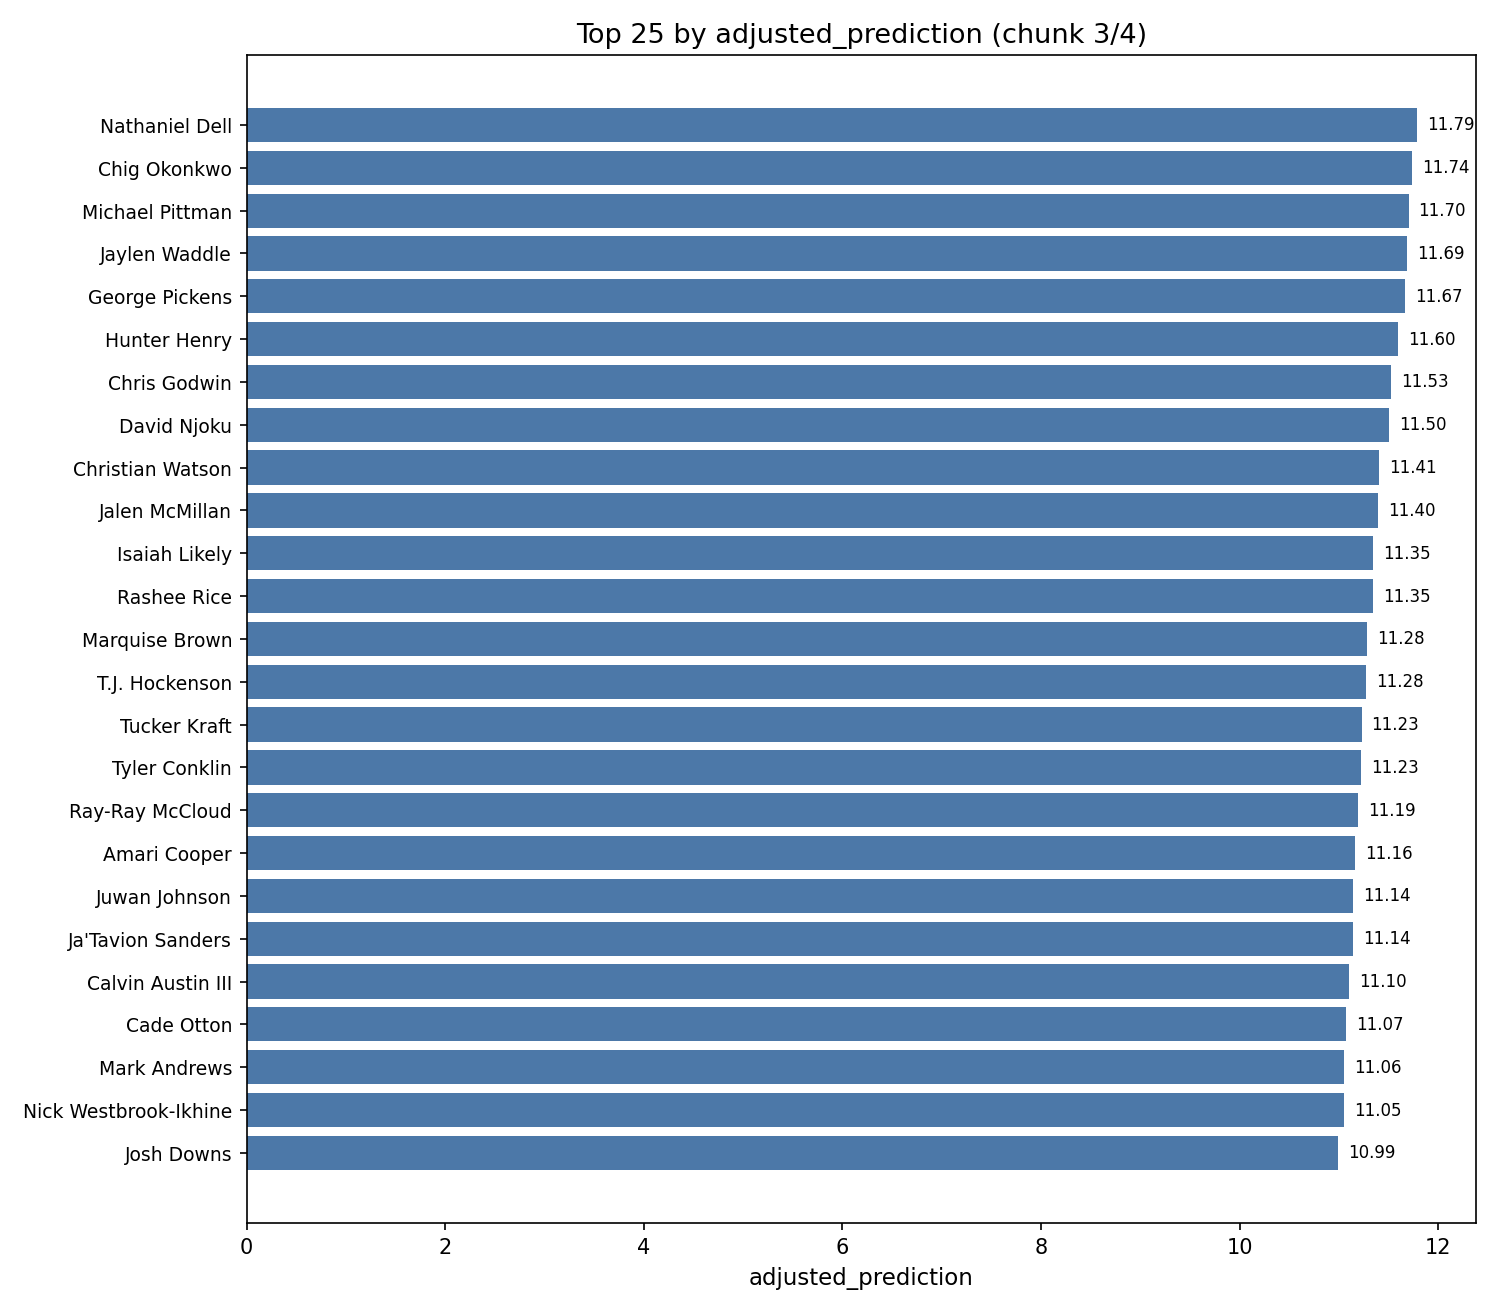 Top 25 by adjusted_prediction (chunk 3/4)
Nathaniel Dell 11.79
Chig Okonkwo 11.74
Michael Pittman 11.70
Jaylen Waddle 11.69
George Pickens 11.67
Hunter Henry 11.60
Chris Godwin 11.53
David Njoku 11.50
Christian Watson 11.41
Jalen McMillan 11.40
Isaiah Likely 11.35
Rashee Rice 11.35
Marquise Brown 11.28
T.J. Hockenson 11.28
Tucker Kraft 11.23
Tyler Conklin 11.23
Ray-Ray McCloud 11.19
Amari Cooper 11.16
Juwan Johnson 11.14
Ja'Tavion Sanders 11.14
Calvin Austin III 11.10
Cade Otton 11.07
Mark Andrews 11.06
Nick Westbrook-Ikhine 11.05
Josh Downs 10.99
0 2 4 6 8 10 12
adjusted_prediction